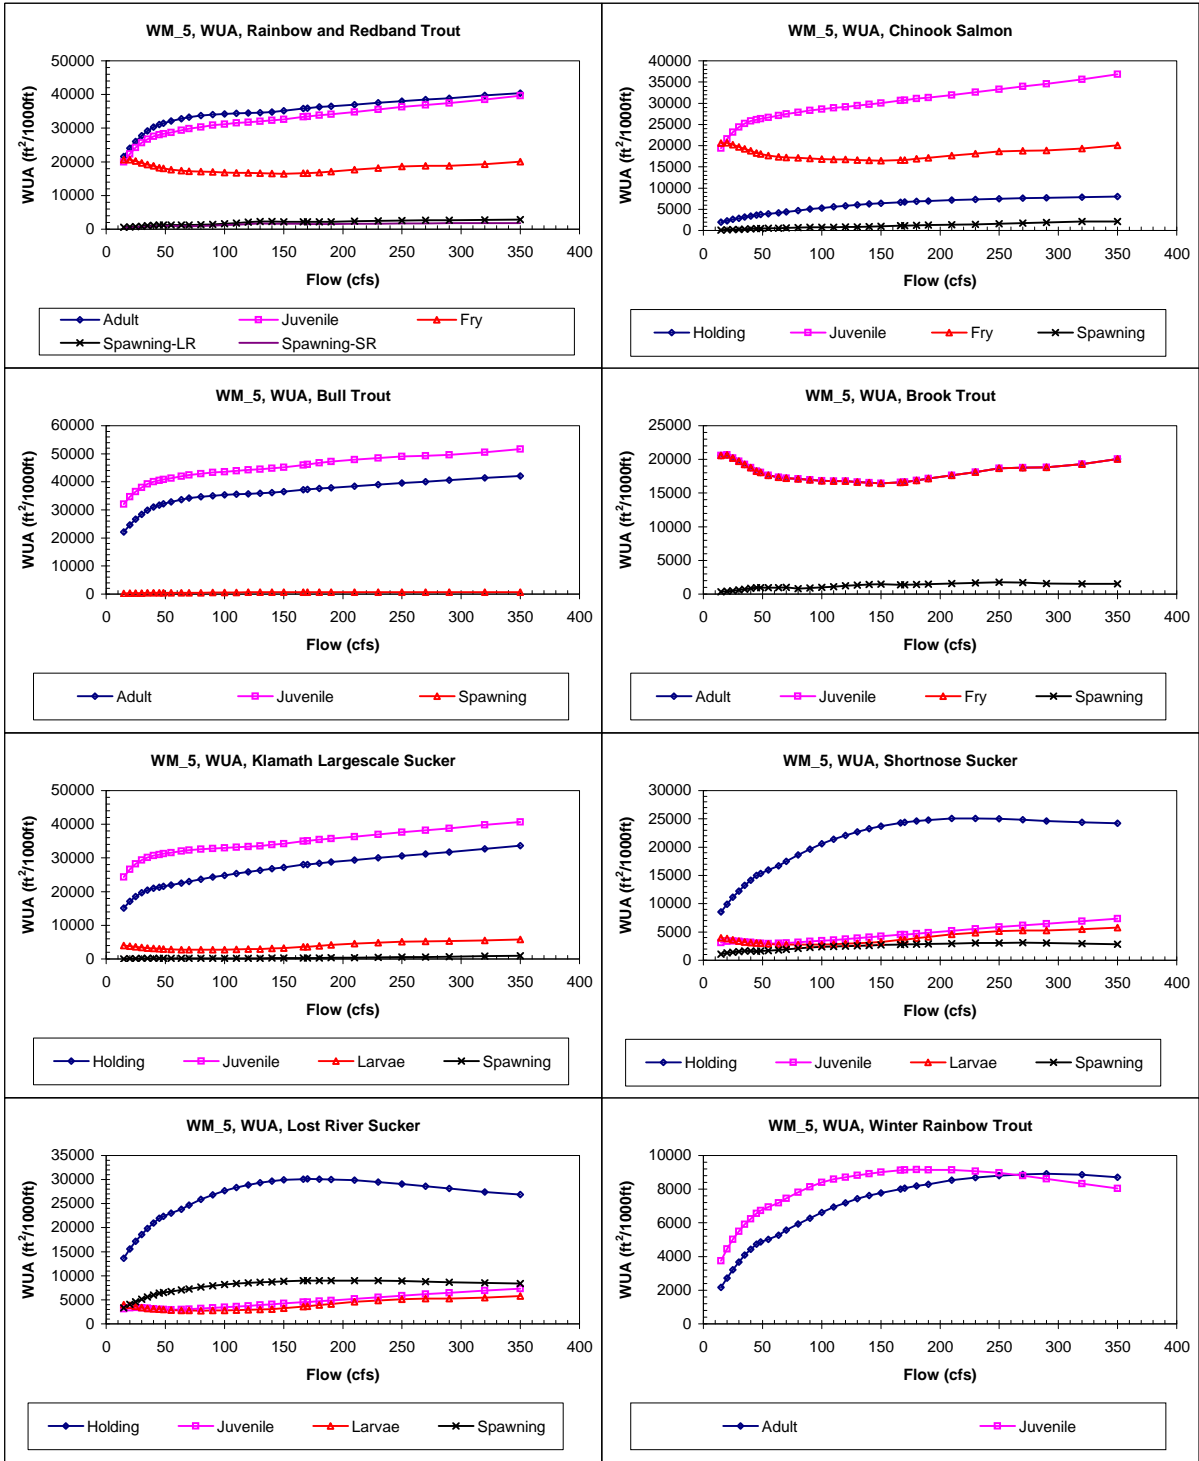 WM_5, WUA, Rainbow and Redband Trout
WUA (ft²/1000ft)
50000
40000
30000
20000
10000
0
0 50 100 150 200 250 300 350 400
Flow (cfs)
Adult Juvenile Fry
Spawning-LR Spawning-SR
WM_5, WUA, Chinook Salmon
WUA (ft²/1000ft)
40000
35000
30000
25000
20000
15000
10000
5000
0
0 50 100 150 200 250 300 350 400
Flow (cfs)
Holding Juvenile Fry Spawning
WM_5, WUA, Bull Trout
WUA (ft²/1000ft)
60000
50000
40000
30000
20000
10000
0
0 50 100 150 200 250 300 350 400
Flow (cfs)
Adult Juvenile Spawning
WM_5, WUA, Brook Trout
WUA (ft²/1000ft)
25000
20000
15000
10000
5000
0
0 50 100 150 200 250 300 350 400
Flow (cfs)
Adult Juvenile Fry Spawning
WM_5, WUA, Klamath Largescale Sucker
WUA (ft²/1000ft)
50000
40000
30000
20000
10000
0
0 50 100 150 200 250 300 350 400
Flow (cfs)
Holding Juvenile Larvae Spawning
WM_5, WUA, Shortnose Sucker
WUA (ft²/1000ft)
30000
25000
20000
15000
10000
5000
0
0 50 100 150 200 250 300 350 400
Flow (cfs)
Holding Juvenile Larvae Spawning
WM_5, WUA, Lost River Sucker
WUA (ft²/1000ft)
35000
30000
25000
20000
15000
10000
5000
0
0 50 100 150 200 250 300 350 400
Flow (cfs)
Holding Juvenile Larvae Spawning
WM_5, WUA, Winter Rainbow Trout
WUA (ft²/1000ft)
10000
8000
6000
4000
2000
0
0 50 100 150 200 250 300 350 400
Flow (cfs)
Adult Juvenile